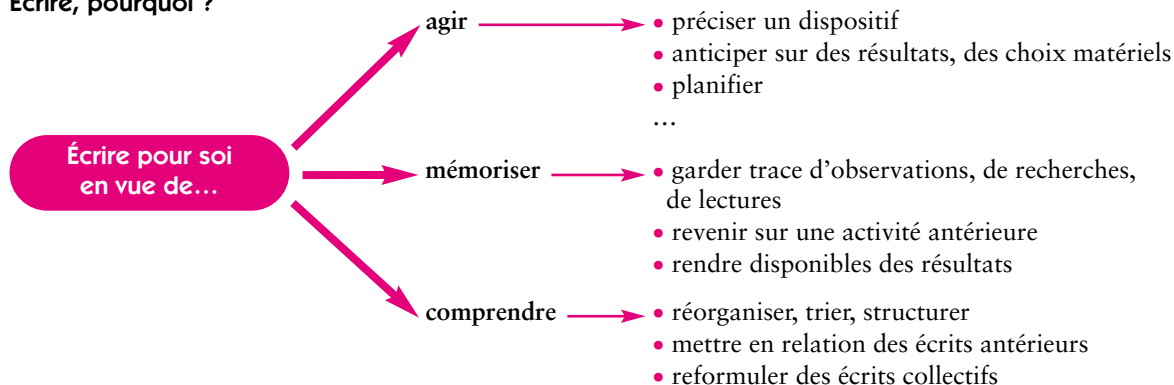 Écrire, pourquoi ?
agir
• préciser un dispositif
• anticiper sur des résultats, des choix matériels
• planifier
…
Écrire pour soi
en vue de…
mémoriser
• garder trace d’observations, de recherches,
de lectures
• revenir sur une activité antérieure
• rendre disponibles des résultats
comprendre
• réorganiser, trier, structurer
• mettre en relation des écrits antérieurs
• reformuler des écrits collectifs